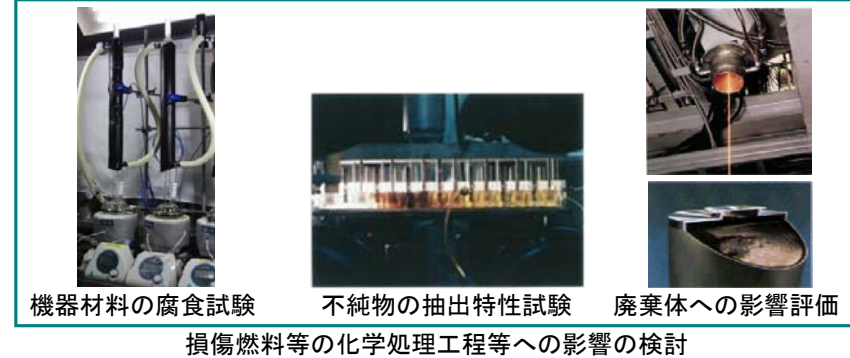 機器材料の腐食試験
不純物の抽出特性試験
廃棄体への影響評価
損傷燃料等の化学処理工程等への影響の検討